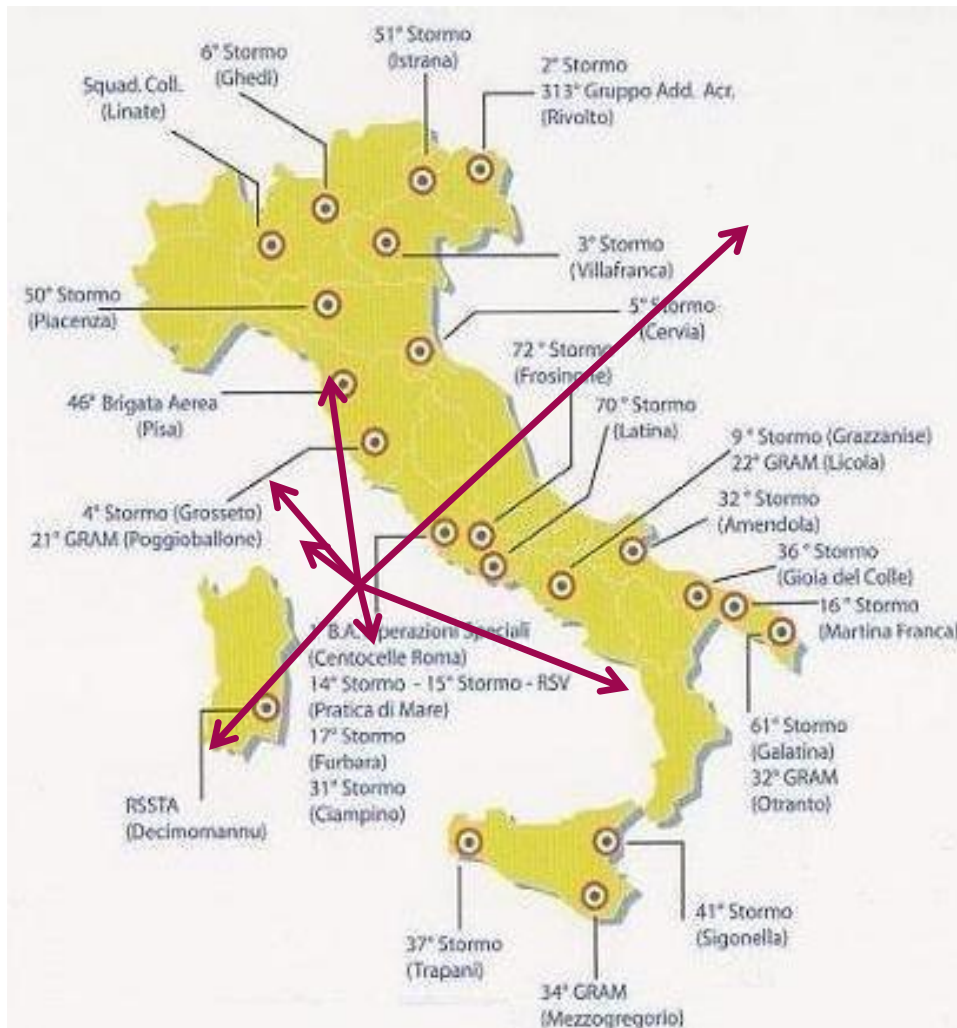 51° Stormo
(Istrana)
6° Stormo
(Ghedi)
2° Stormo
313° Gruppo Add. Acr.
(Rivolto)
Squad. Coll.
(Linate)
3° Stormo
(Villafranca)
50° Stormo
(Piacenza)
5° Stormo
(Cervia)
72° Stormo
(Frosinone)
46° Brigata Aerea
(Pisa)
70° Stormo
(Latina)
9° Stormo (Grazzanise)
22° GRAM (Licola)
4° Stormo (Grosseto)
21° GRAM (Poggioballone)
32° Stormo
(Amendola)
36° Stormo
(Gioia del Colle)
16° Stormo
(Martina Franca)
B.A. Operazioni Speciali
(Centocelle Roma)
14° Stormo - 15° Stormo - RSV
(Pratica di Mare)
17° Stormo
(Furbara)
31° Stormo
(Ciampino)
61° Stormo
(Galatina)
32° GRAM
(Otranto)
RSSTA
(Decimomannu)
41° Stormo
(Sigonella)
37° Stormo
(Trapani)
34° GRAM
(Mezzogregorio)